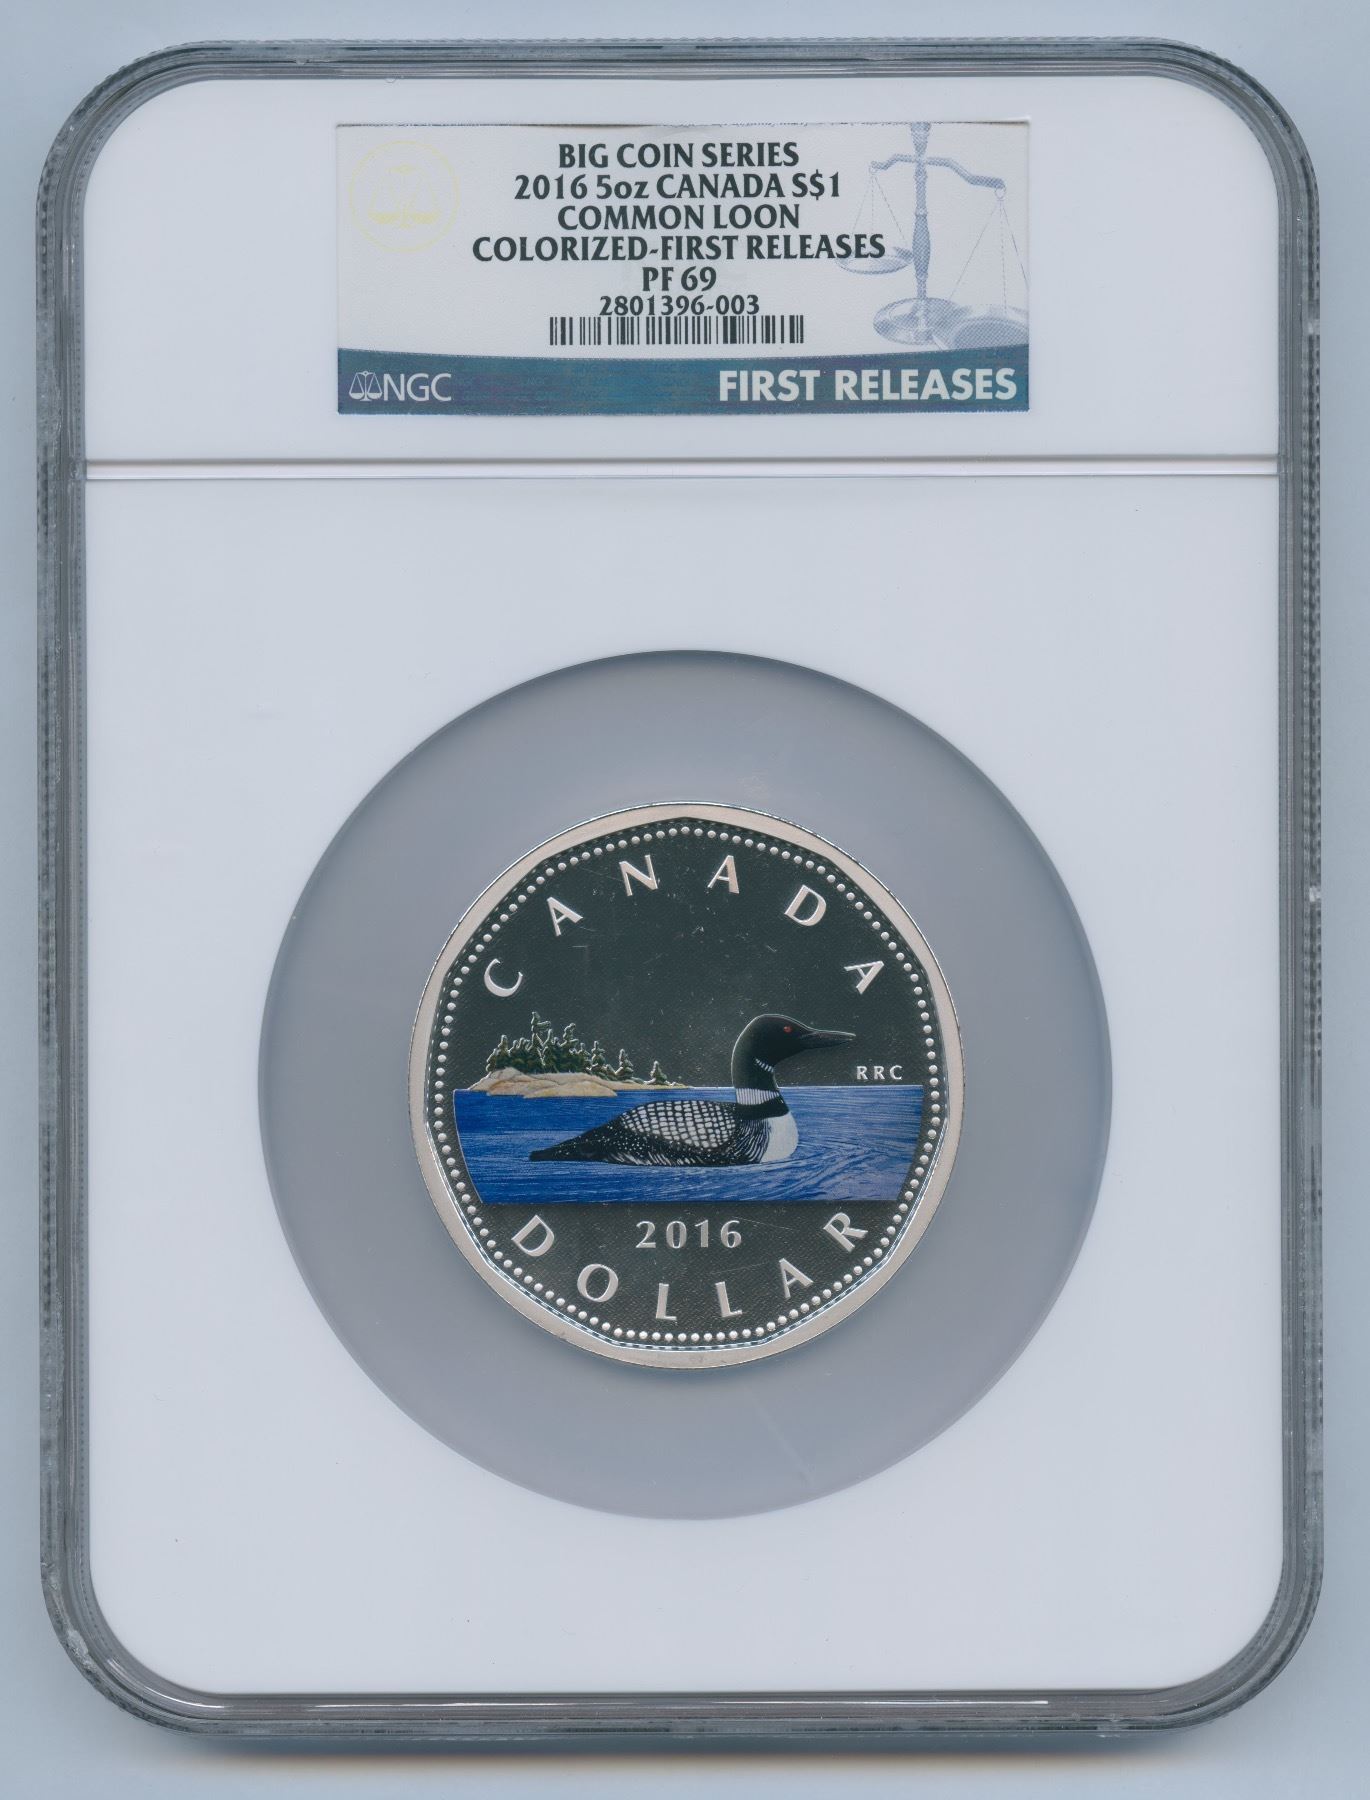 BIG COIN SERIES
2016 5oz CANADA S$1
COMMON LOON
COLORIZED-FIRST RELEASES
PF 69
2801396-003
NGC
FIRST RELEASES
CANADA
RRC
2016
DOLLAR